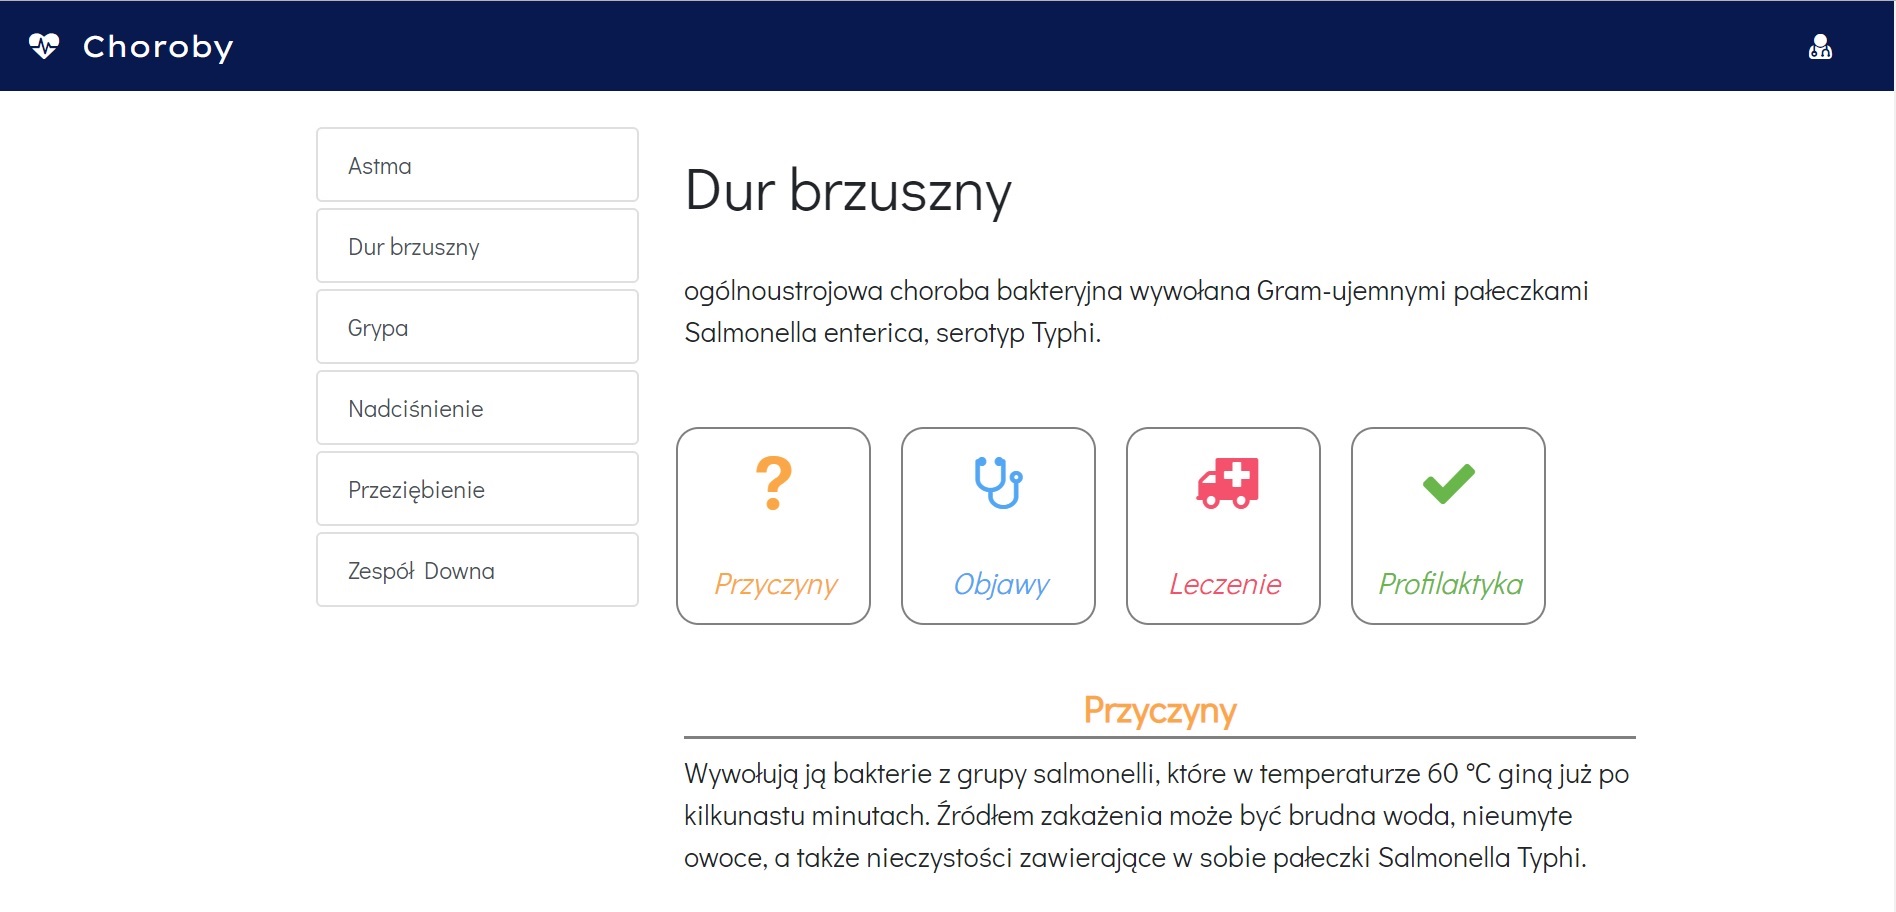 Choroby
Astma
Dur brzuszny
Grypa
Nadciśnienie
Przeziębienie
Zespół Downa
Dur brzuszny
ogólnoustrojowa choroba bakteryjna wywołana Gram-ujemnymi pałeczkami
Salmonella enterica, serotyp Typhi.
Przyczyny
Objawy
Leczenie
Profilaktyka
Przyczyny
Wywołują ją bakterie z grupy salmonelli, które w temperaturze 60 °C giną już po
kilkunastu minutach. Źródłem zakażenia może być brudna woda, nieumyte
owoce, a także nieczystości zawierające w sobie pałeczki Salmonella Typhi.